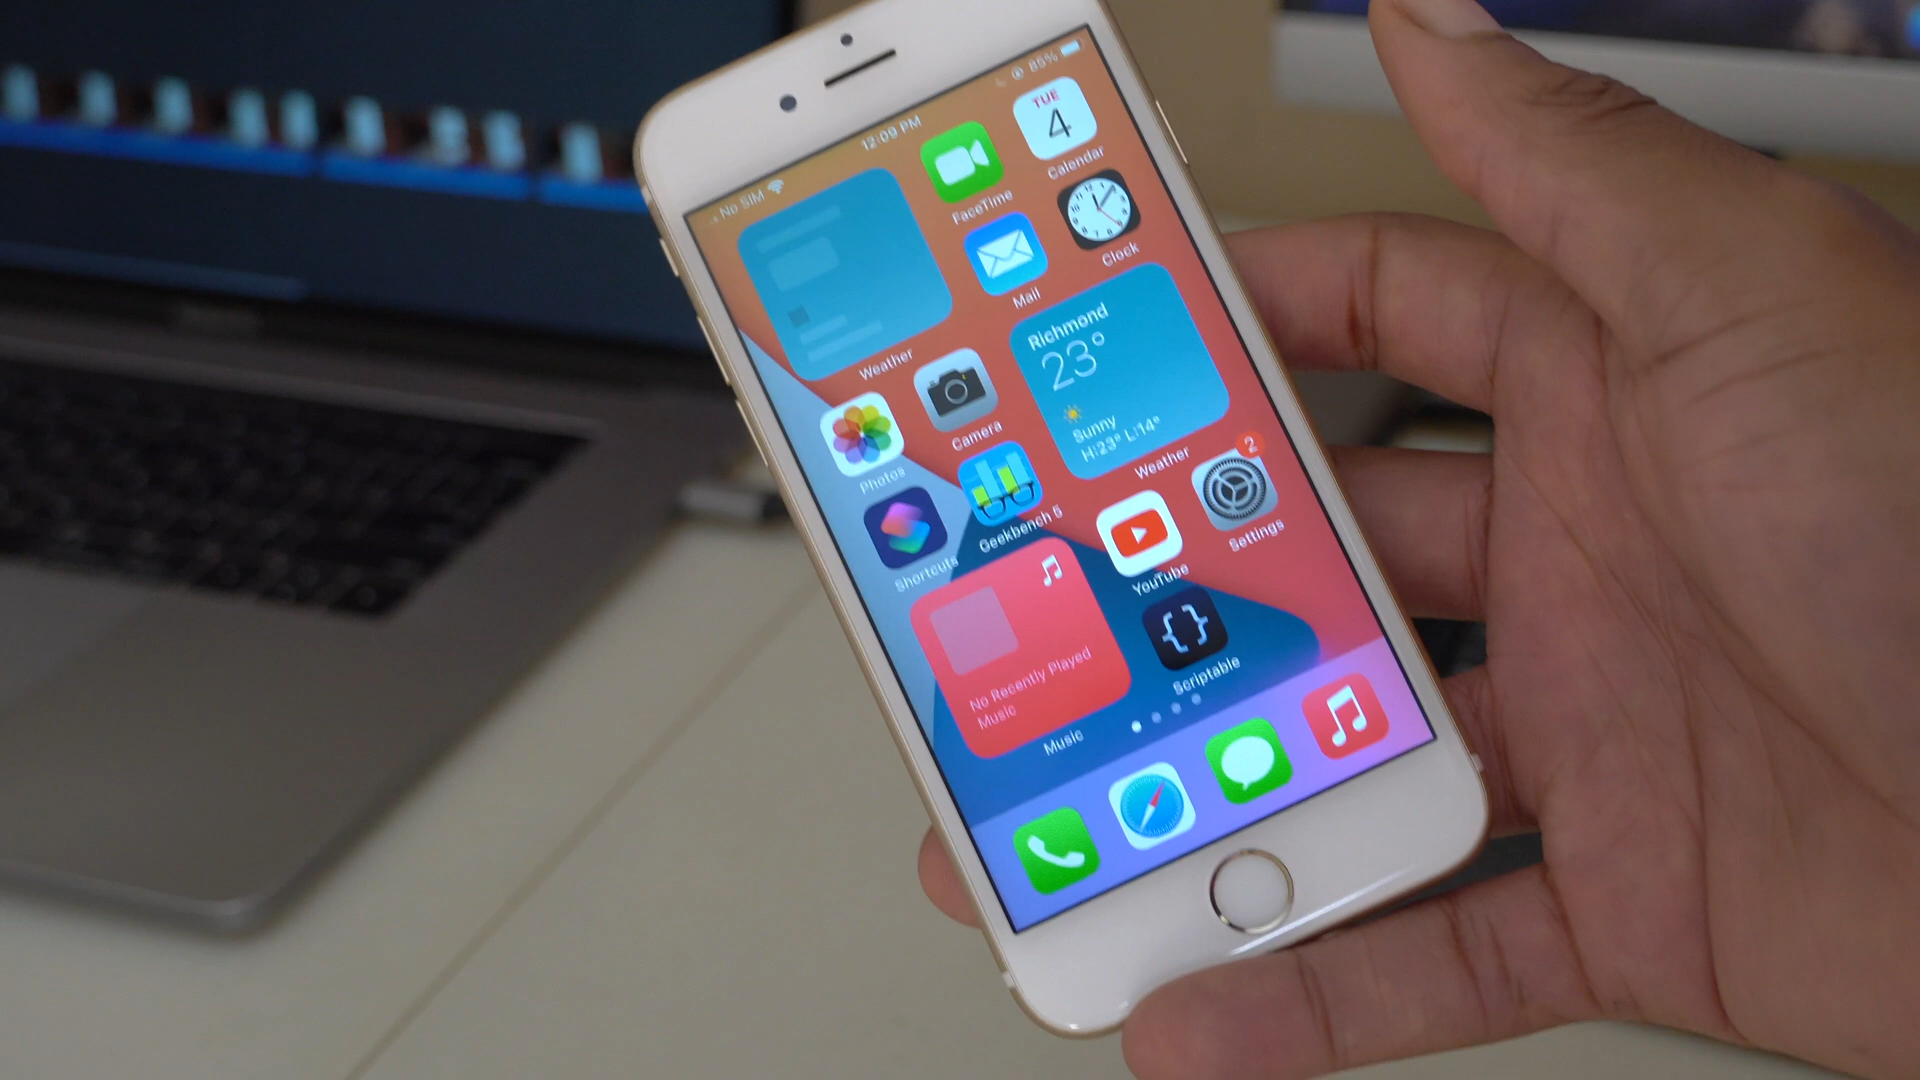 No SIM
12:09 PM
85%
Weather
FaceTime
TUE
4
Calendar
Mail
Clock
Photos
Camera
Richmond
23°
Sunny
H:23° L:14°
Weather
Shortcuts
Geekbench 5
YouTube
2
Settings
No Recently Played
Music
Music
Scriptable